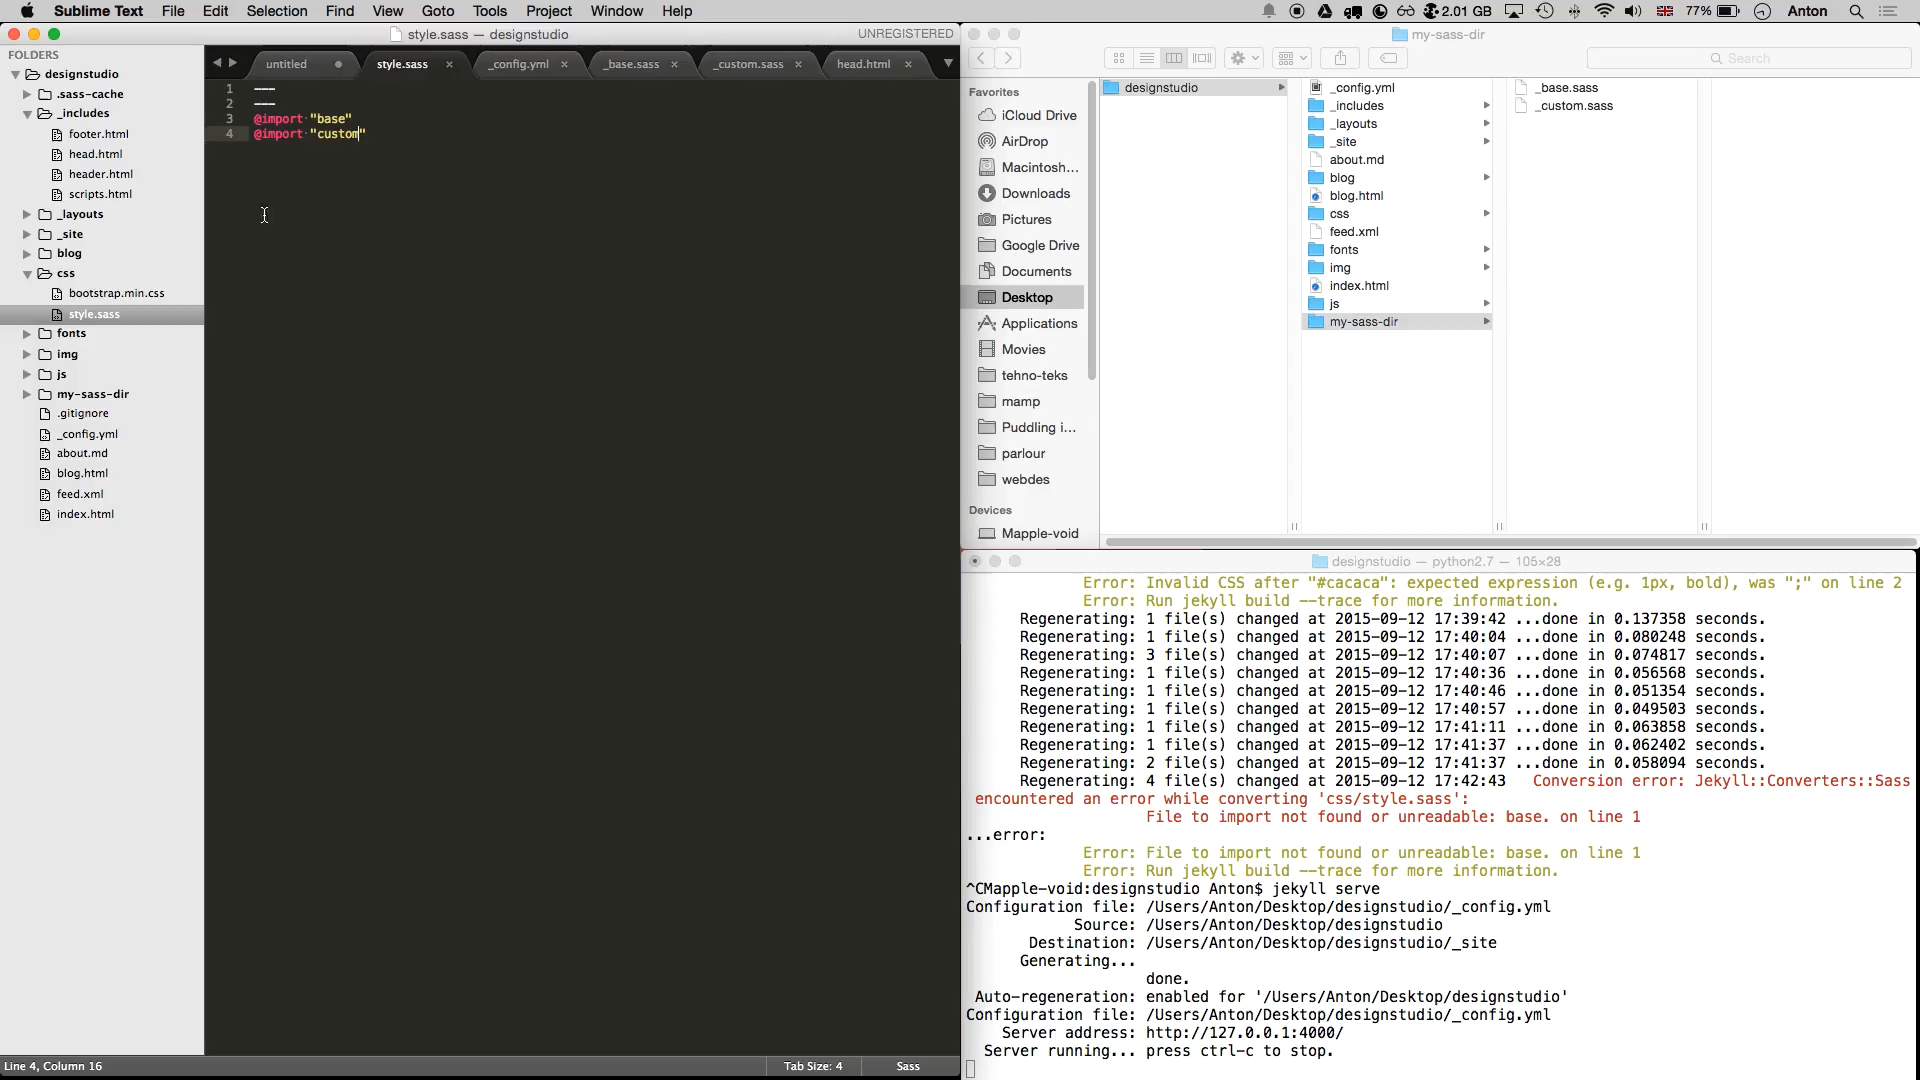 Sublime Text File Edit Selection Find View Goto Tools Project Window Help 2.01 GB 77% Anton
style.sass — designstudio UNREGISTERED
FOLDERS
designstudio
.sass-cache
_includes
footer.html
head.html
header.html
scripts.html
_layouts
_site
blog
css
bootstrap.min.css
style.sass
fonts
img
js
my-sass-dir
.gitignore
_config.yml
about.md
blog.html
feed.xml
index.html
untitled style.sass _config.yml _base.sass _custom.sass head.html
1 ---
2 ---
3 @import "base"
4 @import "custom"
Line 4, Column 16 Tab Size: 4 Sass
my-sass-dir
Search
Favorites
iCloud Drive
AirDrop
Macintosh...
Downloads
Pictures
Google Drive
Documents
Desktop
Applications
Movies
tehno-teks
mamp
Puddling i...
parlour
webdes
Devices
Mapple-void
designstudio
_config.yml
_includes
_layouts
_site
about.md
blog
blog.html
css
feed.xml
fonts
img
index.html
js
my-sass-dir
_base.sass
_custom.sass
designstudio — python2.7 — 105×28
Error: Invalid CSS after "#cacaca": expected expression (e.g. 1px, bold), was ";" on line 2
Error: Run jekyll build --trace for more information.
Regenerating: 1 file(s) changed at 2015-09-12 17:39:42 ...done in 0.137358 seconds.
Regenerating: 1 file(s) changed at 2015-09-12 17:40:04 ...done in 0.080248 seconds.
Regenerating: 3 file(s) changed at 2015-09-12 17:40:07 ...done in 0.074817 seconds.
Regenerating: 1 file(s) changed at 2015-09-12 17:40:36 ...done in 0.056568 seconds.
Regenerating: 1 file(s) changed at 2015-09-12 17:40:46 ...done in 0.051354 seconds.
Regenerating: 1 file(s) changed at 2015-09-12 17:40:57 ...done in 0.049503 seconds.
Regenerating: 1 file(s) changed at 2015-09-12 17:41:11 ...done in 0.063858 seconds.
Regenerating: 1 file(s) changed at 2015-09-12 17:41:37 ...done in 0.062402 seconds.
Regenerating: 2 file(s) changed at 2015-09-12 17:41:37 ...done in 0.058094 seconds.
Regenerating: 4 file(s) changed at 2015-09-12 17:42:43 Conversion error: Jekyll::Converters::Sass
encountered an error while converting 'css/style.sass':
File to import not found or unreadable: base. on line 1
...error:
Error: File to import not found or unreadable: base. on line 1
Error: Run jekyll build --trace for more information.
^CMapple-void:designstudio Anton$ jekyll serve
Configuration file: /Users/Anton/Desktop/designstudio/_config.yml
Source: /Users/Anton/Desktop/designstudio
Destination: /Users/Anton/Desktop/designstudio/_site
Generating...
done.
Auto-regeneration: enabled for '/Users/Anton/Desktop/designstudio'
Configuration file: /Users/Anton/Desktop/designstudio/_config.yml
Server address: http://127.0.0.1:4000/
Server running... press ctrl-c to stop.